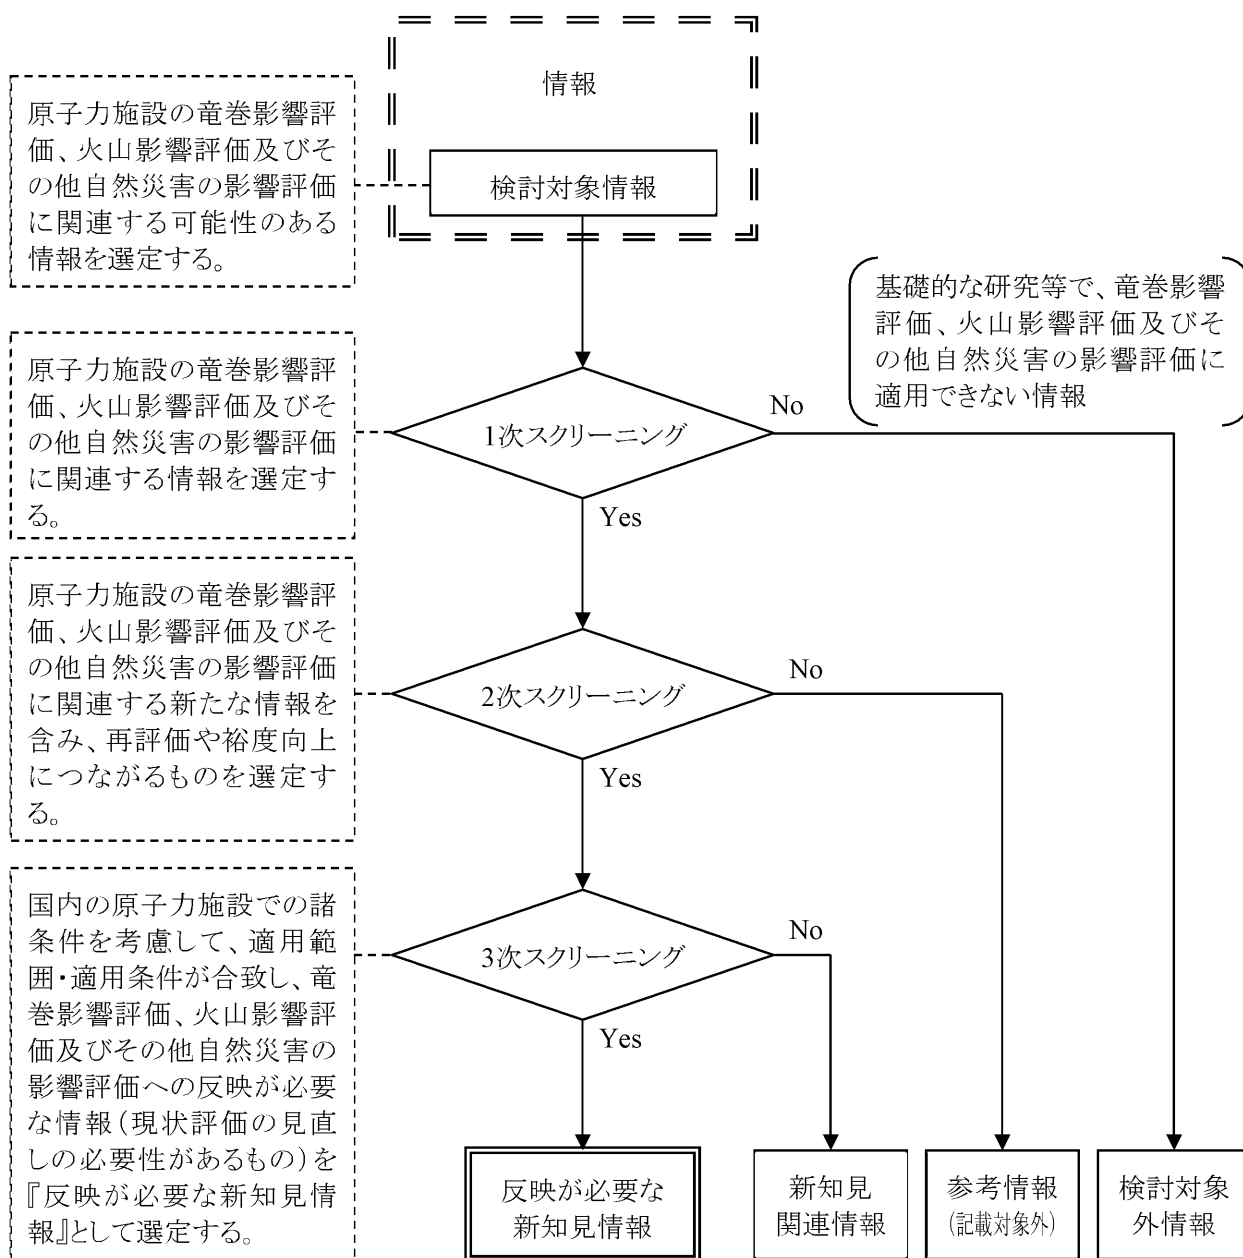 情報
検討対象情報
原子力施設の竜巻影響評
価、火山影響評価及びそ
の他自然災害の影響評価
に関連する可能性のある
情報を選定する。
基礎的な研究等で、竜巻影響
評価、火山影響評価及びそ
の他自然災害の影響評価に
適用できない情報
原子力施設の竜巻影響評
価、火山影響評価及びそ
の他自然災害の影響評価
に関連する情報を選定す
る。
1次スクリーニング
No
Yes
原子力施設の竜巻影響評
価、火山影響評価及びそ
の他自然災害の影響評価
に関連する新たな情報を
含み、再評価や裕度向上
につながるものを選定す
る。
2次スクリーニング
No
Yes
国内の原子力施設での諸
条件を考慮して、適用範
囲・適用条件が合致し、竜
巻影響評価、火山影響評
価及びその他自然災害の
影響評価への反映が必要
な情報(現状評価の見直
しの必要性があるもの)を
『反映が必要な新知見情
報』として選定する。
3次スクリーニング
No
Yes
反映が必要な
新知見情報
新知見
関連情報
参考情報
(記載対象外)
検討対象
外情報